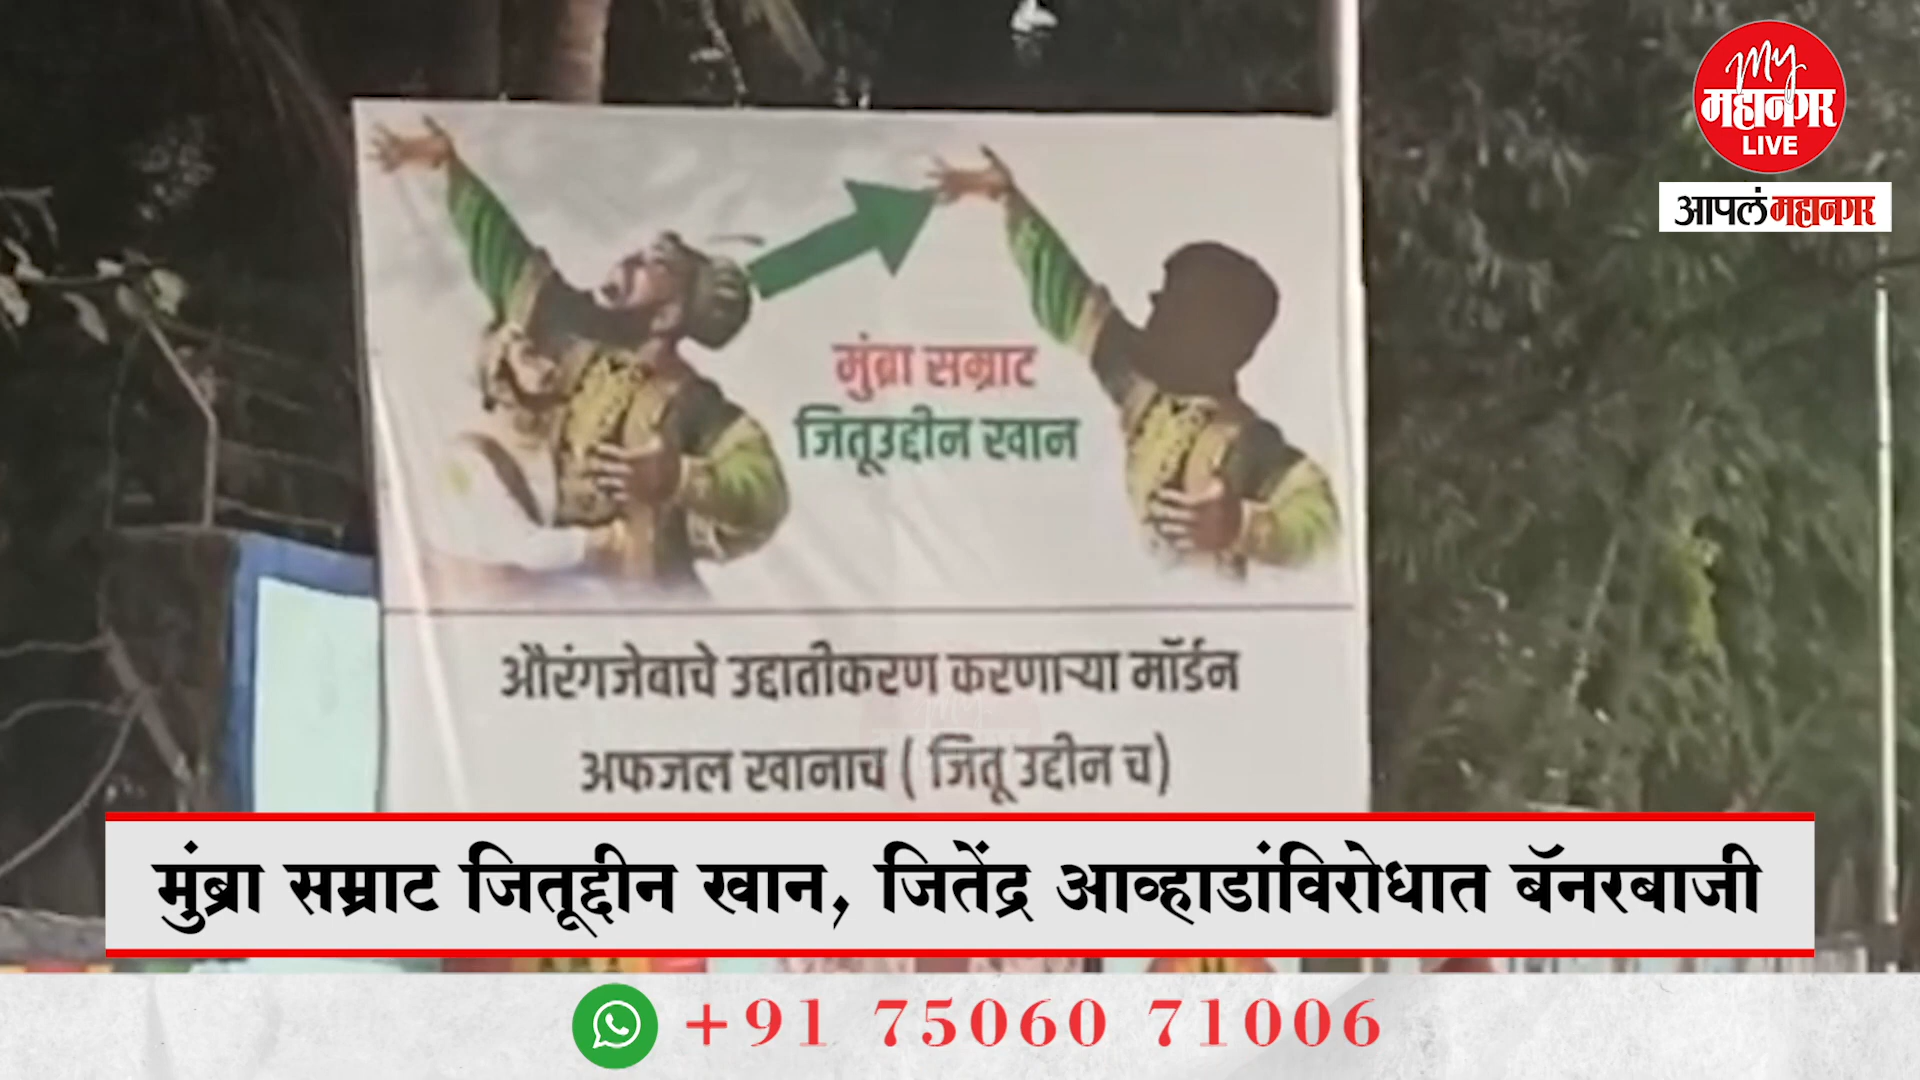 My
महानगर
LIVE
आपलं महानगर
मुंब्रा सम्राट
जितूउद्दीन खान
औरंगजेबाचे उद्दातीकरण करणाऱ्या मॉर्डन
अफजल खानाच ( जितू उद्दीन च)
मुंब्रा सम्राट जितूद्दीन खान, जितेंद्र आव्हाडांविरोधात बॅनरबाजी
+91 75060 71006